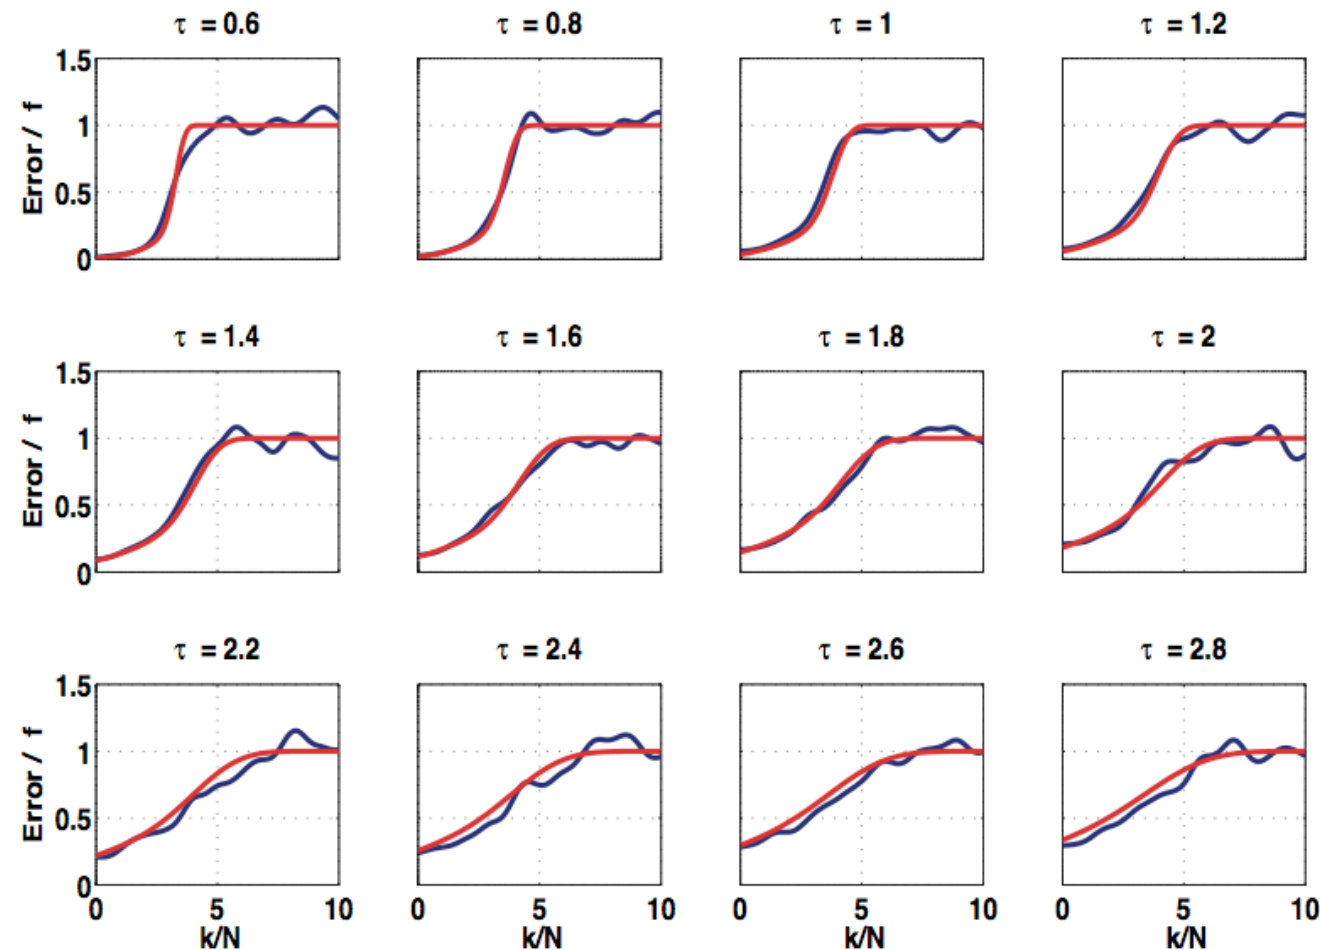 τ = 0.6 τ = 0.8 τ = 1 τ = 1.2
1.5
1
0.5
0
Error / f
τ = 1.4 τ = 1.6 τ = 1.8 τ = 2
1.5
1
0.5
0
Error / f
τ = 2.2 τ = 2.4 τ = 2.6 τ = 2.8
1.5
1
0.5
0
Error / f
0 5 10 0 5 10 0 5 10 0 5 10
k/N k/N k/N k/N